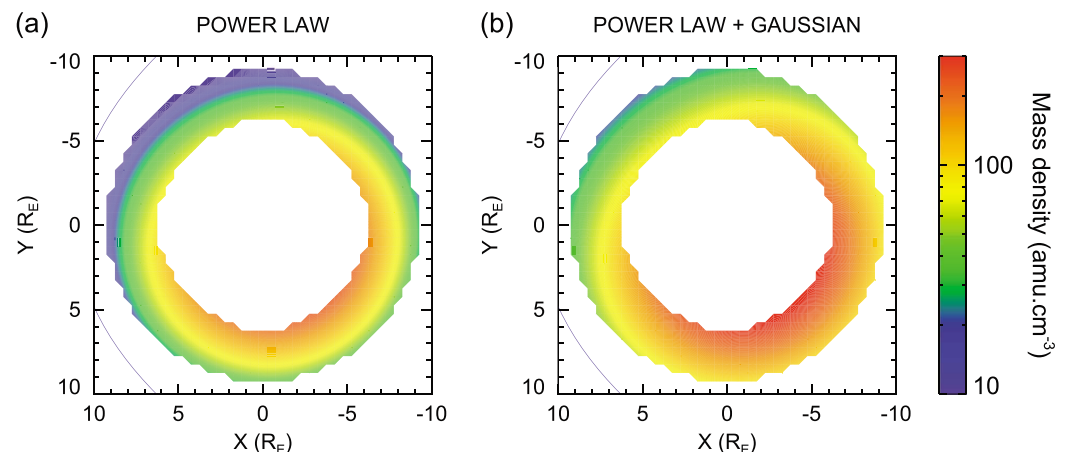 (a) POWER LAW
(b) POWER LAW + GAUSSIAN
-10
-5
0
5
10
Y (R_E)
10 5 0 -5 -10
X (R_E)
-10
-5
0
5
10
Y (R_E)
10 5 0 -5 -10
X (R_E)
100
10
Mass density (amu.cm⁻³)